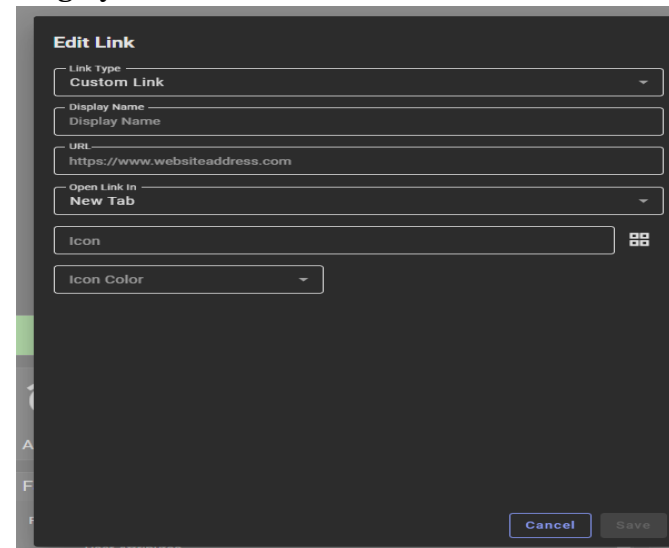 Edit Link
Link Type
Custom Link
Display Name
Display Name
URL
https://www.websiteaddress.com
Open Link In
New Tab
Icon
Icon Color
A
F
Cancel
Save